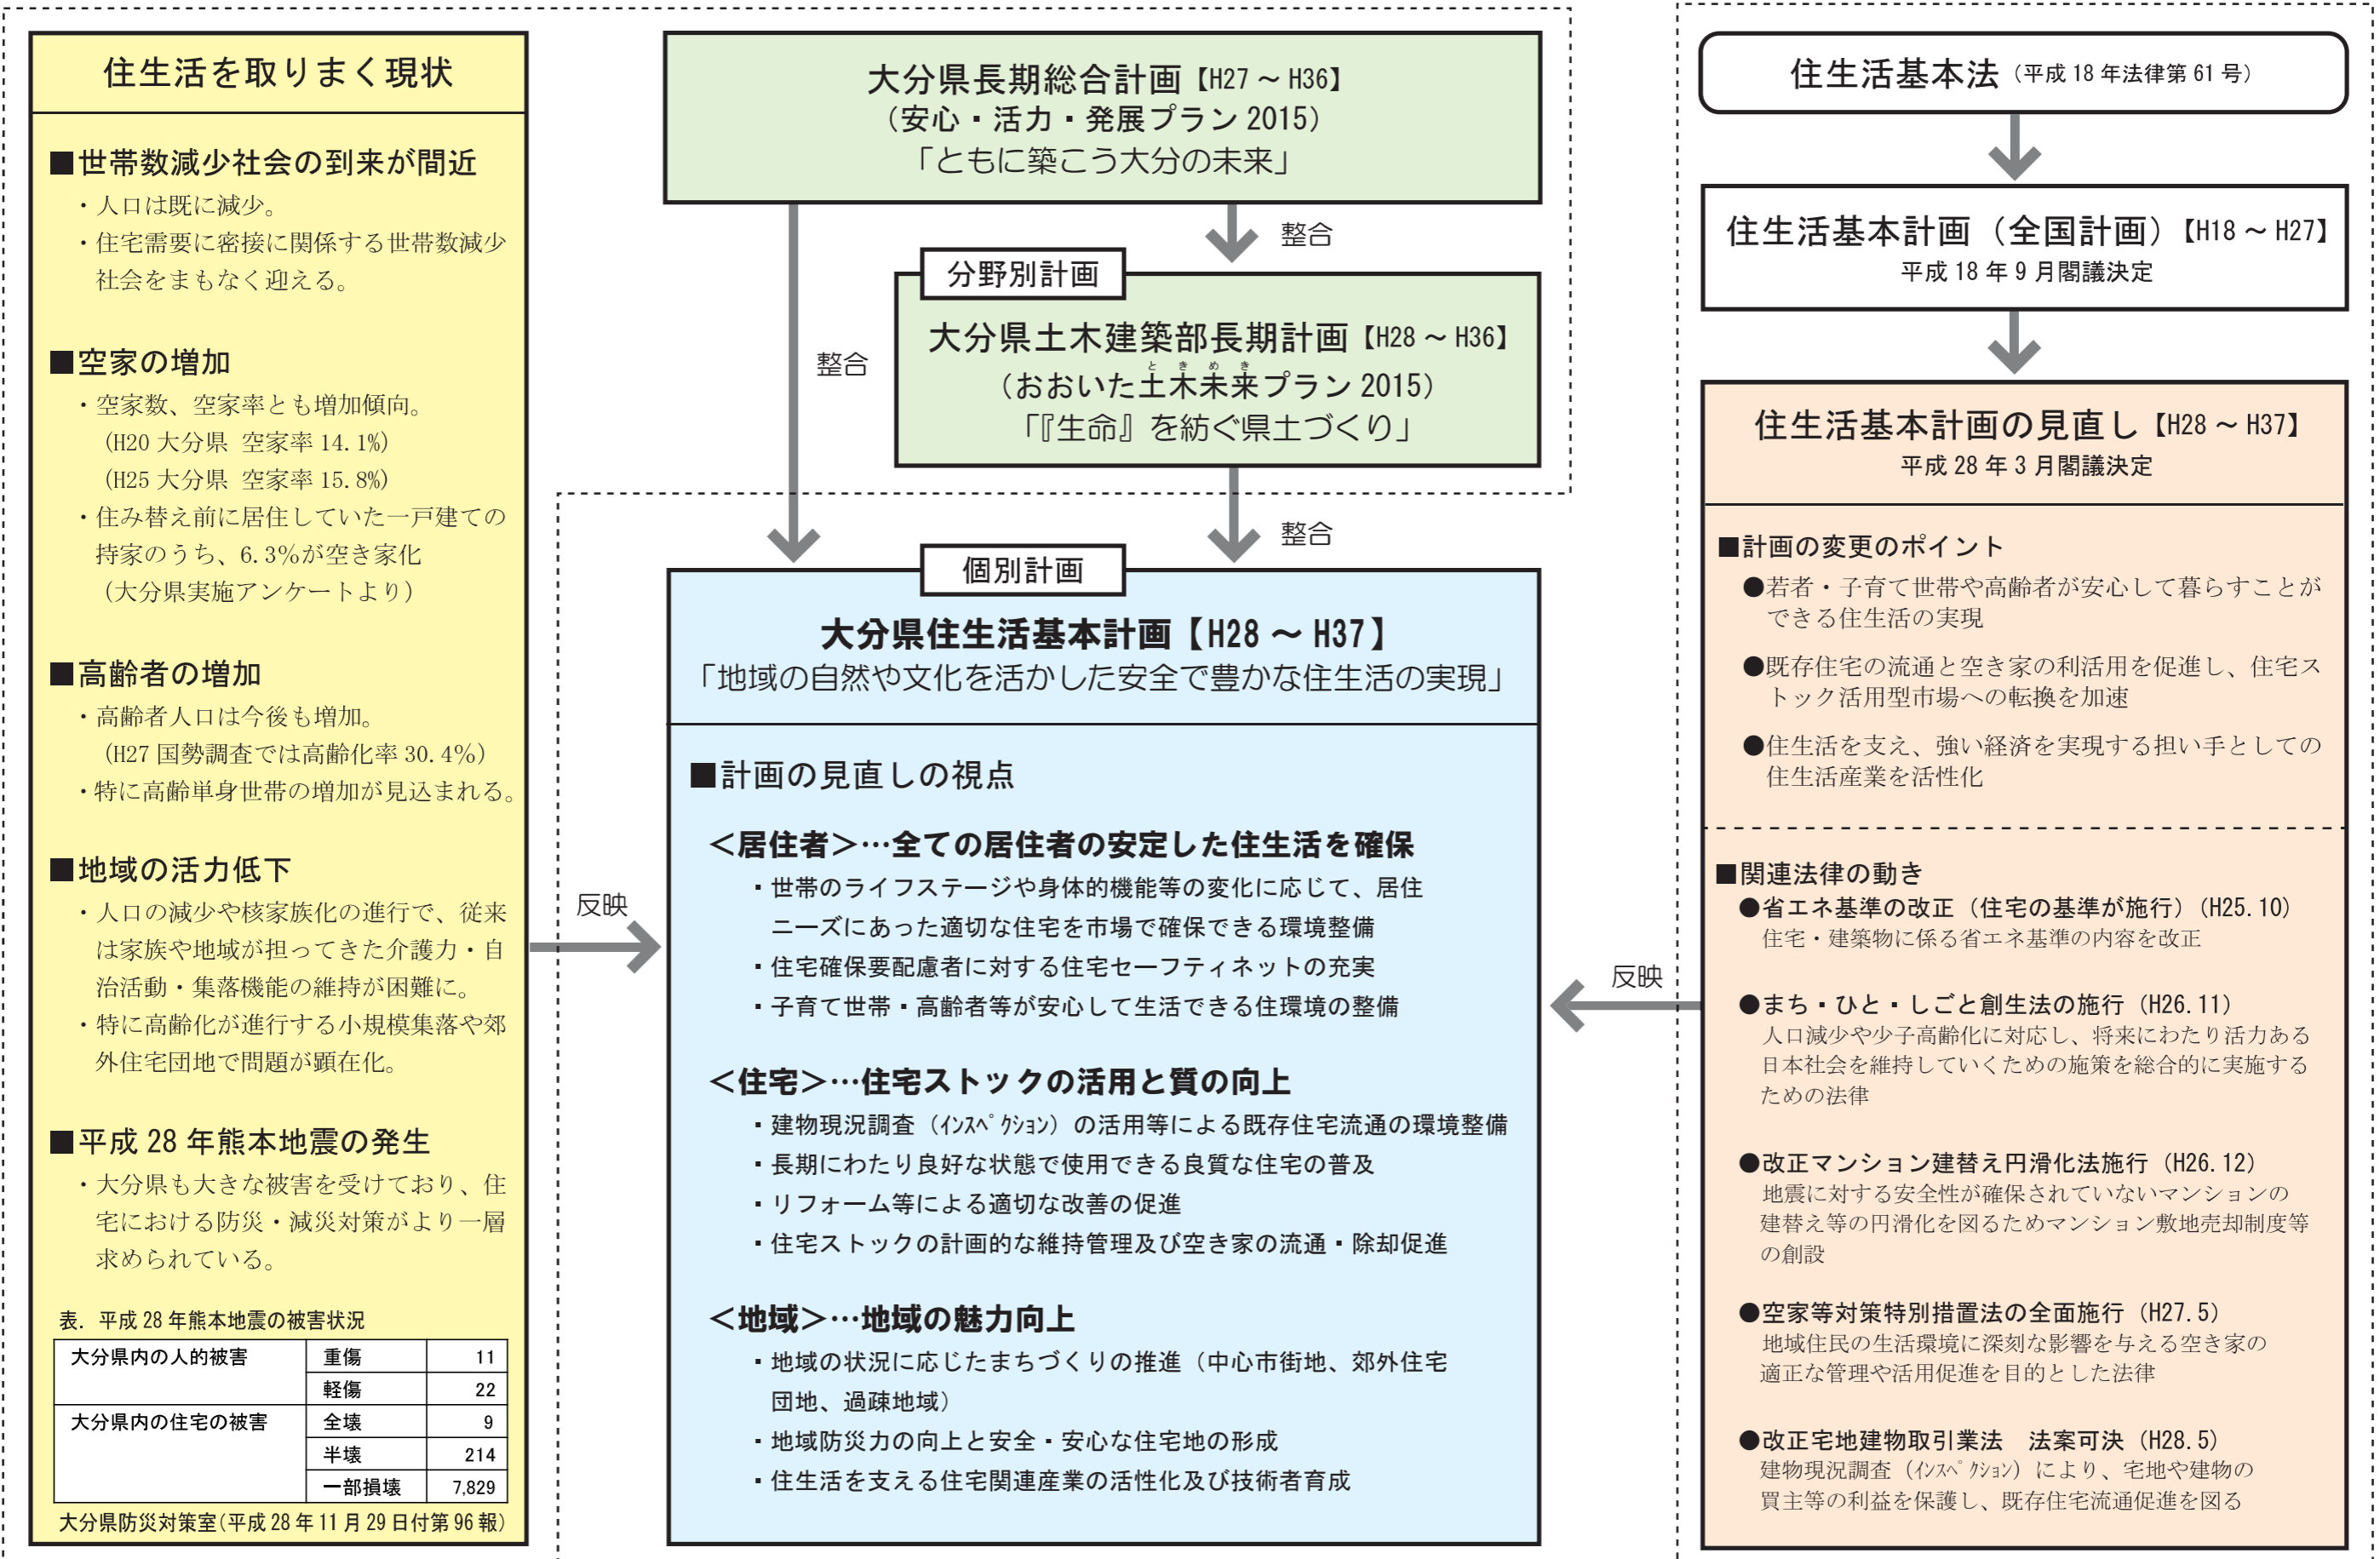 住生活を取りまく現状
■世帯数減少社会の到来が間近
・人口は既に減少。
・住宅需要に密接に関係する世帯数減少
社会をまもなく迎える。
■空家の増加
・空家数、空家率とも増加傾向。
（H20 大分県 空家率 14.1%）
（H25 大分県 空家率 15.8%）
・住み替え前に居住していた一戸建ての
持家のうち、6.3％が空き家化
（大分県実施アンケートより）
■高齢者の増加
・高齢者人口は今後も増加。
（H27 国勢調査では高齢化率 30.4％）
・特に高齢単身世帯の増加が見込まれる。
■地域の活力低下
・人口の減少や核家族化の進行で、従来
は家族や地域が担ってきた介護力・自
治活動・集落機能の維持が困難に。
・特に高齢化が進行する小規模集落や郊
外住宅団地で問題が顕在化。
■平成 28 年熊本地震の発生
・大分県も大きな被害を受けており、住
宅における防災・減災対策がより一層
求められている。
表．平成 28 年熊本地震の被害状況
大分県内の人的被害 重傷 11
軽傷 22
大分県内の住宅の被害 全壊 9
半壊 214
一部損壊 7,829
大分県防災対策室（平成 28 年 11 月 29 日付第 96 報）
反映
大分県長期総合計画【H27 ～ H36】
（安心・活力・発展プラン 2015）
「ともに築こう大分の未来」
整合
整合
分野別計画
大分県土木建築部長期計画【H28 ～ H36】
と き め き
（おおいた土木未来プラン 2015）
「『生命』を紡ぐ県土づくり」
整合
個別計画
大分県住生活基本計画【H28 ～ H37】
「地域の自然や文化を活かした安全で豊かな住生活の実現」
■計画の見直しの視点
＜居住者＞…全ての居住者の安定した住生活を確保
・世帯のライフステージや身体的機能等の変化に応じて、居住
ニーズにあった適切な住宅を市場で確保できる環境整備
・住宅確保要配慮者に対する住宅セーフティネットの充実
・子育て世帯・高齢者等が安心して生活できる住環境の整備
＜住宅＞…住宅ストックの活用と質の向上
・建物現況調査（ｲﾝｽﾍﾟｸｼｮﾝ）の活用等による既存住宅流通の環境整備
・長期にわたり良好な状態で使用できる良質な住宅の普及
・リフォーム等による適切な改善の促進
・住宅ストックの計画的な維持管理及び空き家の流通・除却促進
＜地域＞…地域の魅力向上
・地域の状況に応じたまちづくりの推進（中心市街地、郊外住宅
団地、過疎地域）
・地域防災力の向上と安全・安心な住宅地の形成
・住生活を支える住宅関連産業の活性化及び技術者育成
反映
住生活基本法（平成 18 年法律第 61 号）
住生活基本計画（全国計画）【H18 ～ H27】
平成 18 年 9 月閣議決定
住生活基本計画の見直し【H28 ～ H37】
平成 28 年 3 月閣議決定
■計画の変更のポイント
●若者・子育て世帯や高齢者が安心して暮らすことが
できる住生活の実現
●既存住宅の流通と空き家の利活用を促進し、住宅ス
トック活用型市場への転換を加速
●住生活を支え、強い経済を実現する担い手としての
住生活産業を活性化
■関連法律の動き
●省エネ基準の改正（住宅の基準が施行）（H25.10）
住宅・建築物に係る省エネ基準の内容を改正
●まち・ひと・しごと創生法の施行（H26.11）
人口減少や少子高齢化に対応し、将来にわたり活力ある
日本社会を維持していくための施策を総合的に実施する
ための法律
●改正マンション建替え円滑化法施行（H26.12）
地震に対する安全性が確保されていないマンションの
建替え等の円滑化を図るためマンション敷地売却制度等
の創設
●空家等対策特別措置法の全面施行（H27.5）
地域住民の生活環境に深刻な影響を与える空き家の
適正な管理や活用促進を目的とした法律
●改正宅地建物取引業法　法案可決（H28.5）
建物現況調査（ｲﾝｽﾍﾟｸｼｮﾝ）により、宅地や建物の
買主等の利益を保護し、既存住宅流通促進を図る